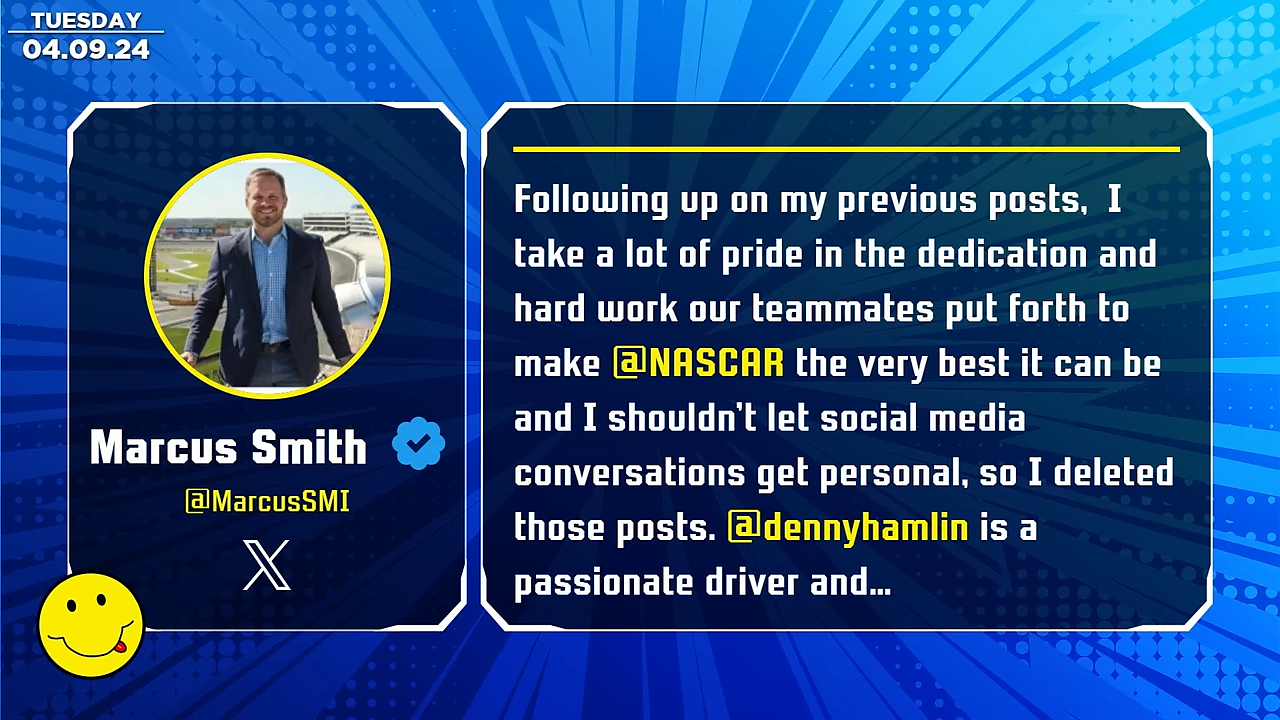 TUESDAY
04.09.24
Marcus Smith
@MarcusSMI
Following up on my previous posts,  I
take a lot of pride in the dedication and
hard work our teammates put forth to
make @NASCAR the very best it can be
and I shouldn't let social media
conversations get personal, so I deleted
those posts. @dennyhamlin is a
passionate driver and...